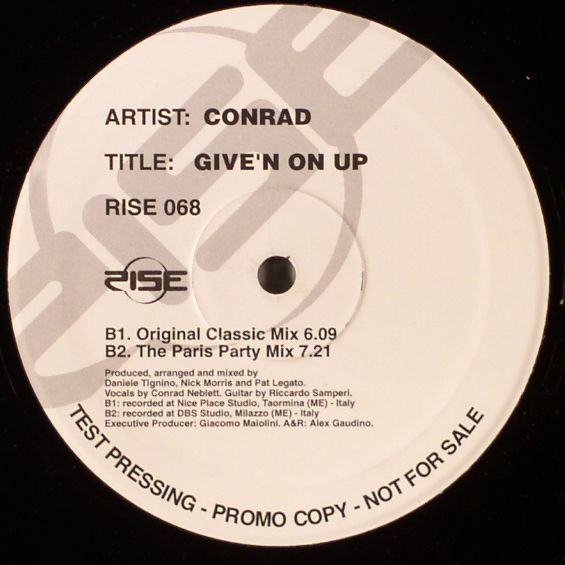 ARTIST: CONRAD
TITLE: GIVE'N ON UP
RISE 068
RISE
B1. Original Classic Mix 6.09
B2. The Paris Party Mix 7.21
Produced, arranged and mixed by
Daniele Tignino, Nick Morris and Pat Legato.
Vocals by Conrad Neblett. Guitar by Riccardo Samperi.
B1: recorded at Nice Place Studio, Taormina (ME) - Italy
B2: recorded at DBS Studio, Milazzo (ME) - Italy
Executive Producer: Giacomo Maiolini. A&R: Alex Gaudino.
TEST PRESSING - PROMO COPY - NOT FOR SALE